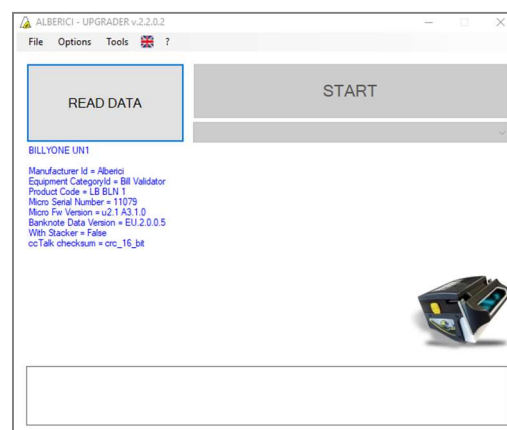 ALBERICI - UPGRADER v.2.2.0.2
File Options Tools ?
READ DATA
START
BILLYONE UN1
Manufacturer Id = Alberici
Equipment CategoryId = Bill Validator
Product Code = LB BLN 1
Micro Serial Number = 11079
Micro Fw Version = u2.1 A3.1.0
Banknote Data Version = EU.2.0.0.5
With Stacker = False
ccTalk checksum = crc_16_bit